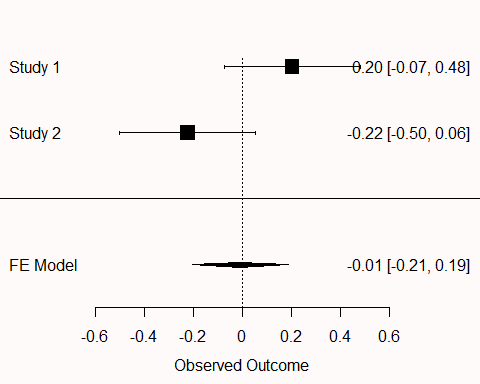 Study 1 0.20 [-0.07, 0.48]
Study 2 -0.22 [-0.50, 0.06]
FE Model -0.01 [-0.21, 0.19]
-0.6 -0.4 -0.2 0 0.2 0.4 0.6
Observed Outcome